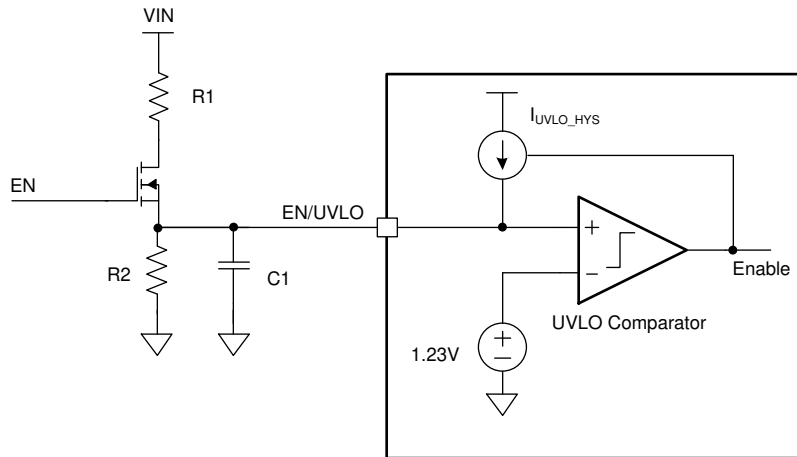 VIN
R1
I_UVLO_HYS
EN
EN/UVLO
+
−
Enable
R2
C1
UVLO Comparator
+
−
1.23V